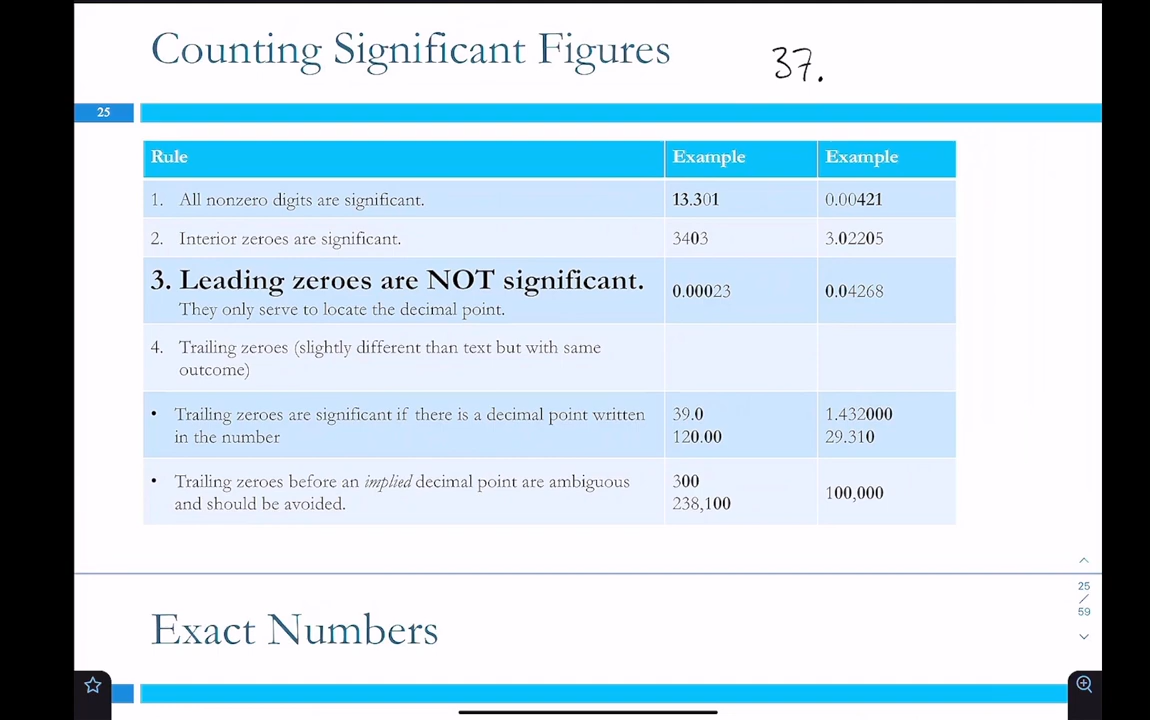 Counting Significant Figures
37.
25
Rule Example Example
1. All nonzero digits are significant. 13.301 0.00421
2. Interior zeroes are significant. 3403 3.02205
3. Leading zeroes are NOT significant.
They only serve to locate the decimal point.
0.00023 0.04268
4. Trailing zeroes (slightly different than text but with same
outcome)
• Trailing zeroes are significant if there is a decimal point written
in the number
39.0 1.432000
120.00 29.310
• Trailing zeroes before an implied decimal point are ambiguous
and should be avoided.
300
238,100
100,000
25
/
59
Exact Numbers